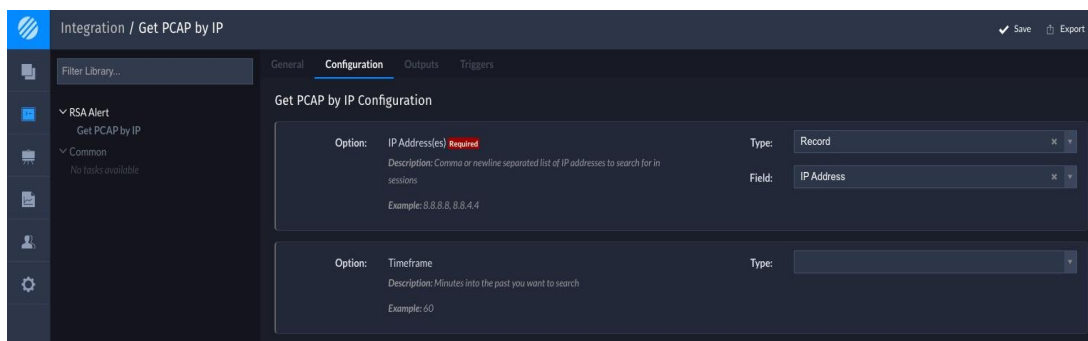 Integration / Get PCAP by IP
Save
Export
Filter Library...
RSA Alert
Get PCAP by IP
Common
No tasks available
General Configuration Outputs Triggers
Get PCAP by IP Configuration
Option: IP Address(es) Required
Description: Comma or newline separated list of IP addresses to search for in
sessions
Example: 8.8.8.8, 8.8.4.4
Type: Record
Field: IP Address
Option: Timeframe
Description: Minutes into the past you want to search
Example: 60
Type: